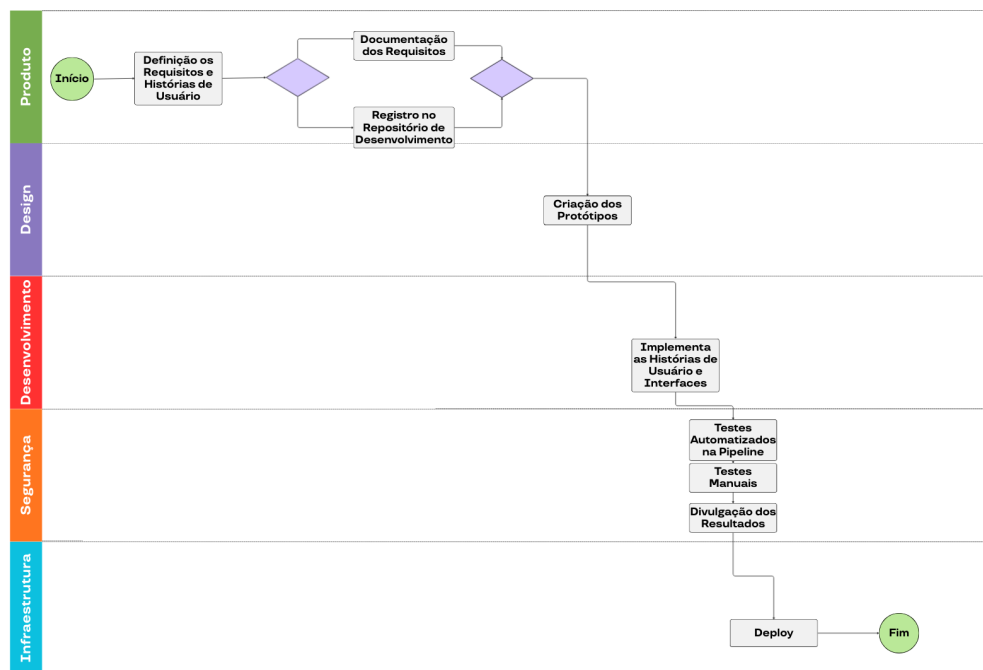 Produto
Início
Definição os
Requisitos e
Histórias de
Usuário
Documentação
dos Requisitos
Registro no
Repositório de
Desenvolvimento
Design
Criação dos
Protótipos
Desenvolvimento
Implementa
as Histórias de
Usuário e
Interfaces
Segurança
Testes
Automatizados
na Pipeline
Testes
Manuais
Divulgação dos
Resultados
Infraestrutura
Deploy
Fim